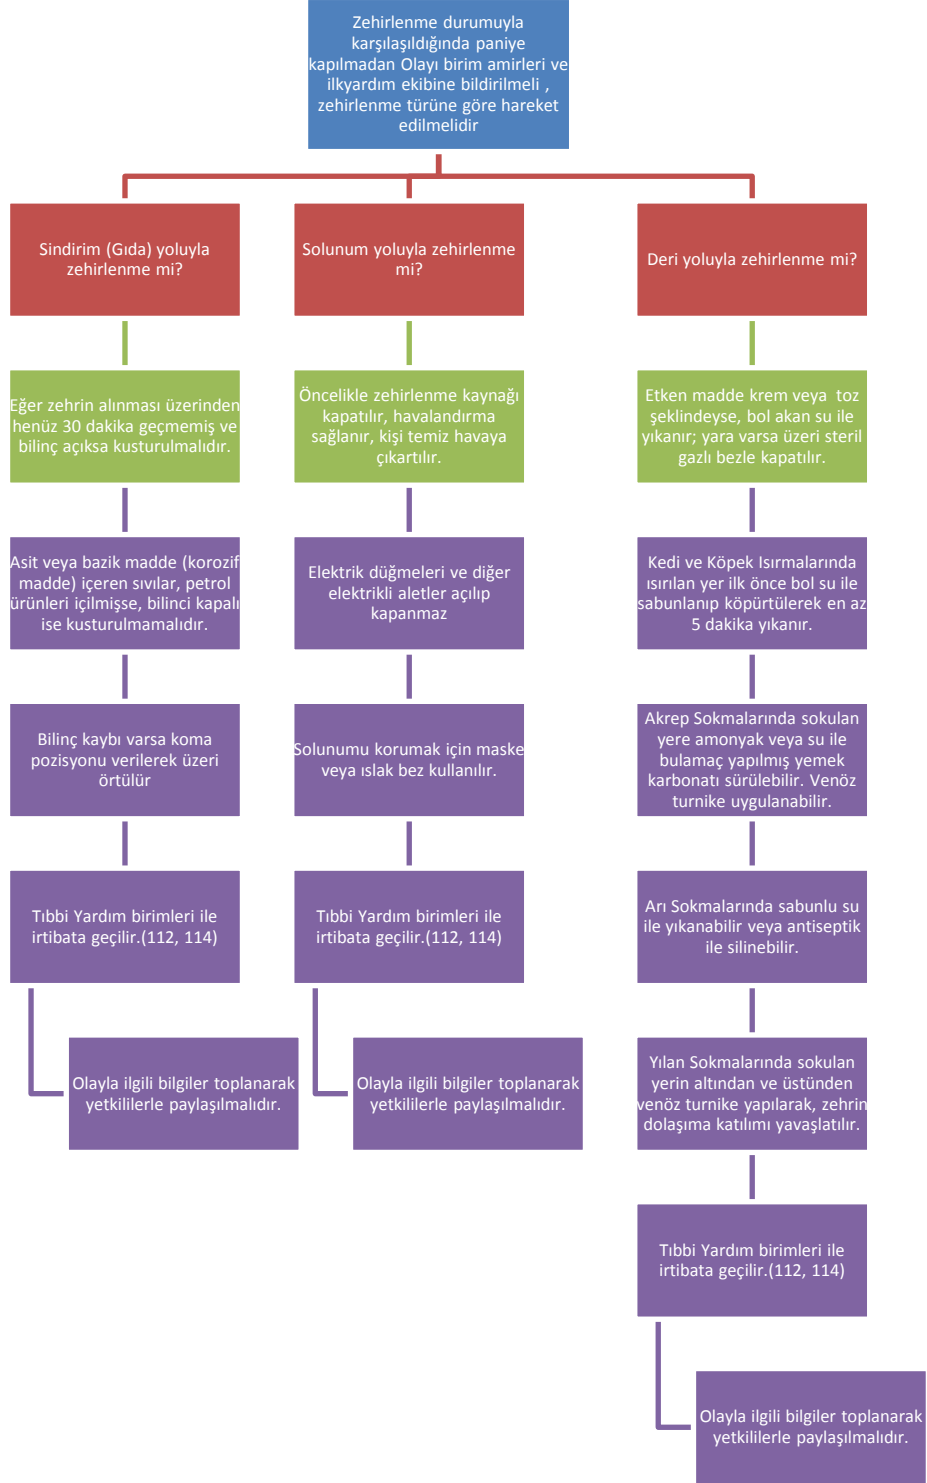 Zehirlenme durumuyla
karşılaşıldığında paniye
kapılmadan Olayı birim amirleri ve
ilkyardım ekibine bildirilmeli ,
zehirlenme türüne göre hareket
edilmelidir
Sindirim (Gıda) yoluyla
zehirlenme mi?
Eğer zehrin alınması üzerinden
henüz 30 dakika geçmemiş ve
bilinç açıksa kusturulmalıdır.
Asit veya bazik madde (korozif
madde) içeren sıvılar, petrol
ürünleri içilmişse, bilinci kapalı
ise kusturulmamalıdır.
Bilinç kaybı varsa koma
pozisyonu verilerek üzeri
örtülür
Tıbbi Yardım birimleri ile
irtibata geçilir.(112, 114)
Olayla ilgili bilgiler toplanarak
yetkililerle paylaşılmalıdır.
Solunum yoluyla zehirlenme
mi?
Öncelikle zehirlenme kaynağı
kapatılır, havalandırma
sağlanır, kişi temiz havaya
çıkartılır.
Elektrik düğmeleri ve diğer
elektrikli aletler açılıp
kapanmaz
Solunumu korumak için maske
veya ıslak bez kullanılır.
Tıbbi Yardım birimleri ile
irtibata geçilir.(112, 114)
Olayla ilgili bilgiler toplanarak
yetkililerle paylaşılmalıdır.
Deri yoluyla zehirlenme mi?
Etken madde krem veya  toz
şeklindeyse, bol akan su ile
yıkanır; yara varsa üzeri steril
gazlı bezle kapatılır.
Kedi ve Köpek Isırmalarında
ısırılan yer ilk önce bol su ile
sabunlanıp köpürtülerek en az
5 dakika yıkanır.
Akrep Sokmalarında sokulan
yere amonyak veya su ile
bulamaç yapılmış yemek
karbonatı sürülebilir. Venöz
turnike uygulanabilir.
Arı Sokmalarında sabunlu su
ile yıkanabilir veya antiseptik
ile silinebilir.
Yılan Sokmalarında sokulan
yerin altından ve üstünden
venöz turnike yapılarak, zehrin
dolaşıma katılımı yavaşlatılır.
Tıbbi Yardım birimleri ile
irtibata geçilir.(112, 114)
Olayla ilgili bilgiler toplanarak
yetkililerle paylaşılmalıdır.